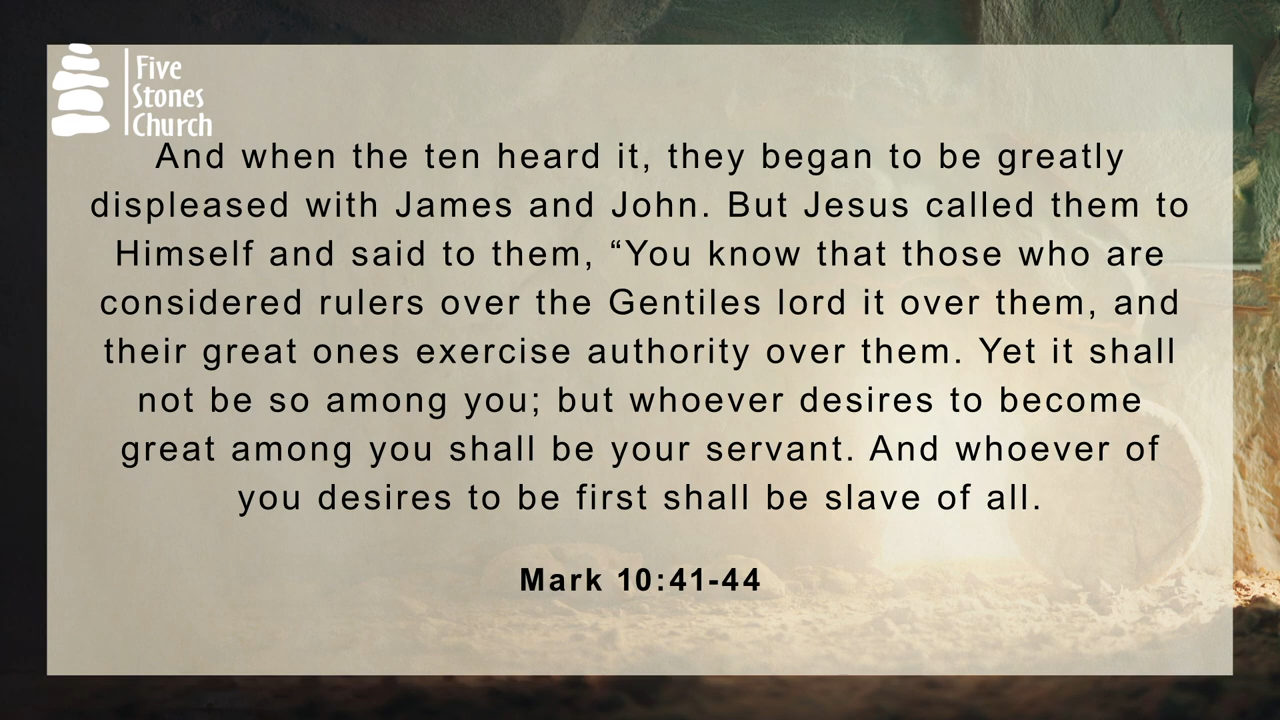 Five
Stones
Church
And when the ten heard it, they began to be greatly
displeased with James and John. But Jesus called them to
Himself and said to them, “You know that those who are
considered rulers over the Gentiles lord it over them, and
their great ones exercise authority over them. Yet it shall
not be so among you; but whoever desires to become
great among you shall be your servant. And whoever of
you desires to be first shall be slave of all.
Mark 10:41-44